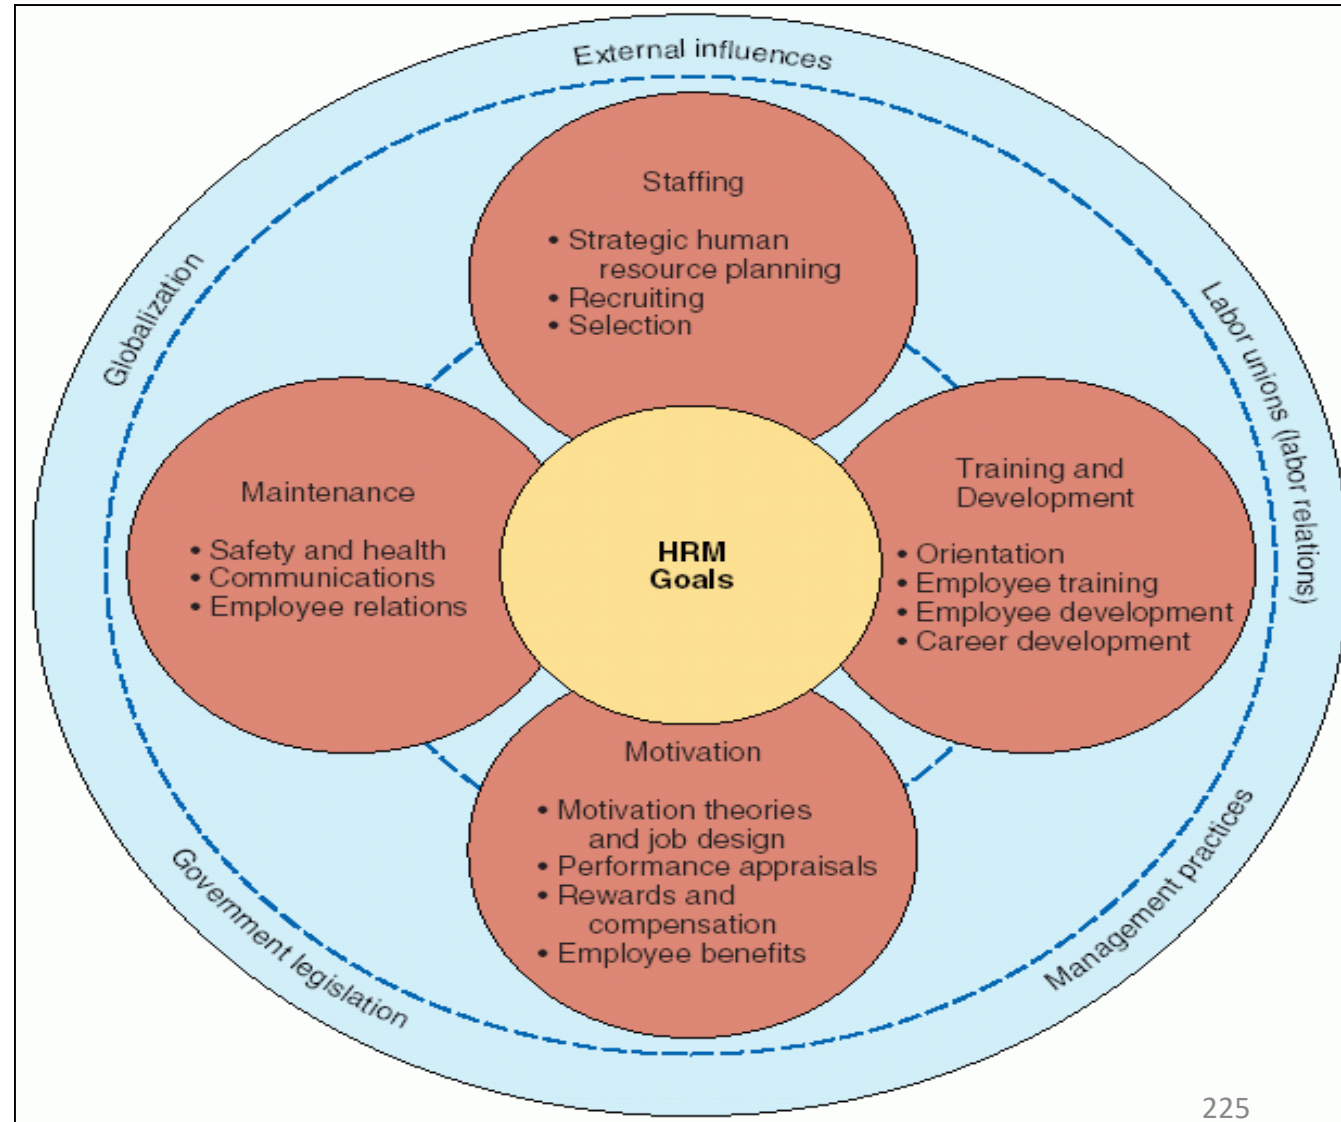 External influences
Staffing
• Strategic human
resource planning
• Recruiting
• Selection
Globalization
Labor unions (labor relations)
Maintenance
• Safety and health
• Communications
• Employee relations
HRM
Goals
Training and
Development
• Orientation
• Employee training
• Employee development
• Career development
Motivation
• Motivation theories
and job design
• Performance appraisals
• Rewards and
compensation
• Employee benefits
Government legislation
Management practices
225